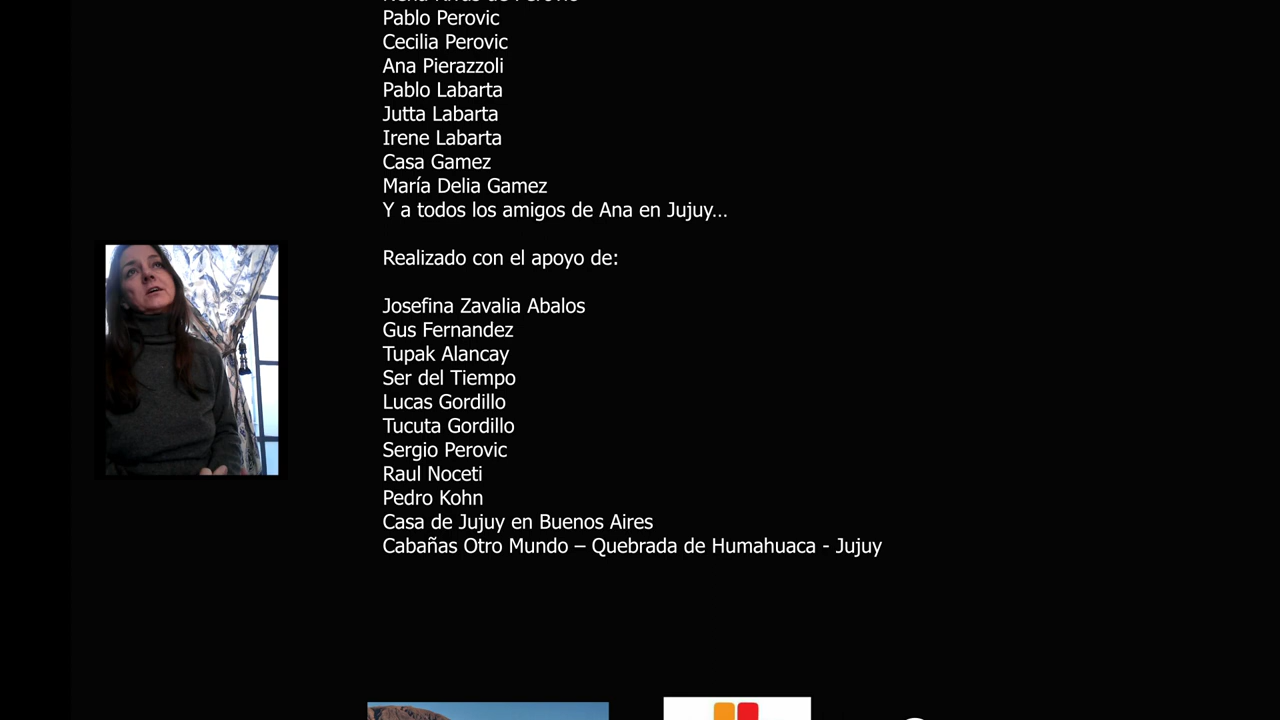 Pablo Perovic
Cecilia Perovic
Ana Pierazzoli
Pablo Labarta
Jutta Labarta
Irene Labarta
Casa Gamez
María Delia Gamez
Y a todos los amigos de Ana en Jujuy...
Realizado con el apoyo de:
Josefina Zavalia Abalos
Gus Fernandez
Tupak Alancay
Ser del Tiempo
Lucas Gordillo
Tucuta Gordillo
Sergio Perovic
Raul Noceti
Pedro Kohn
Casa de Jujuy en Buenos Aires
Cabañas Otro Mundo – Quebrada de Humahuaca - Jujuy